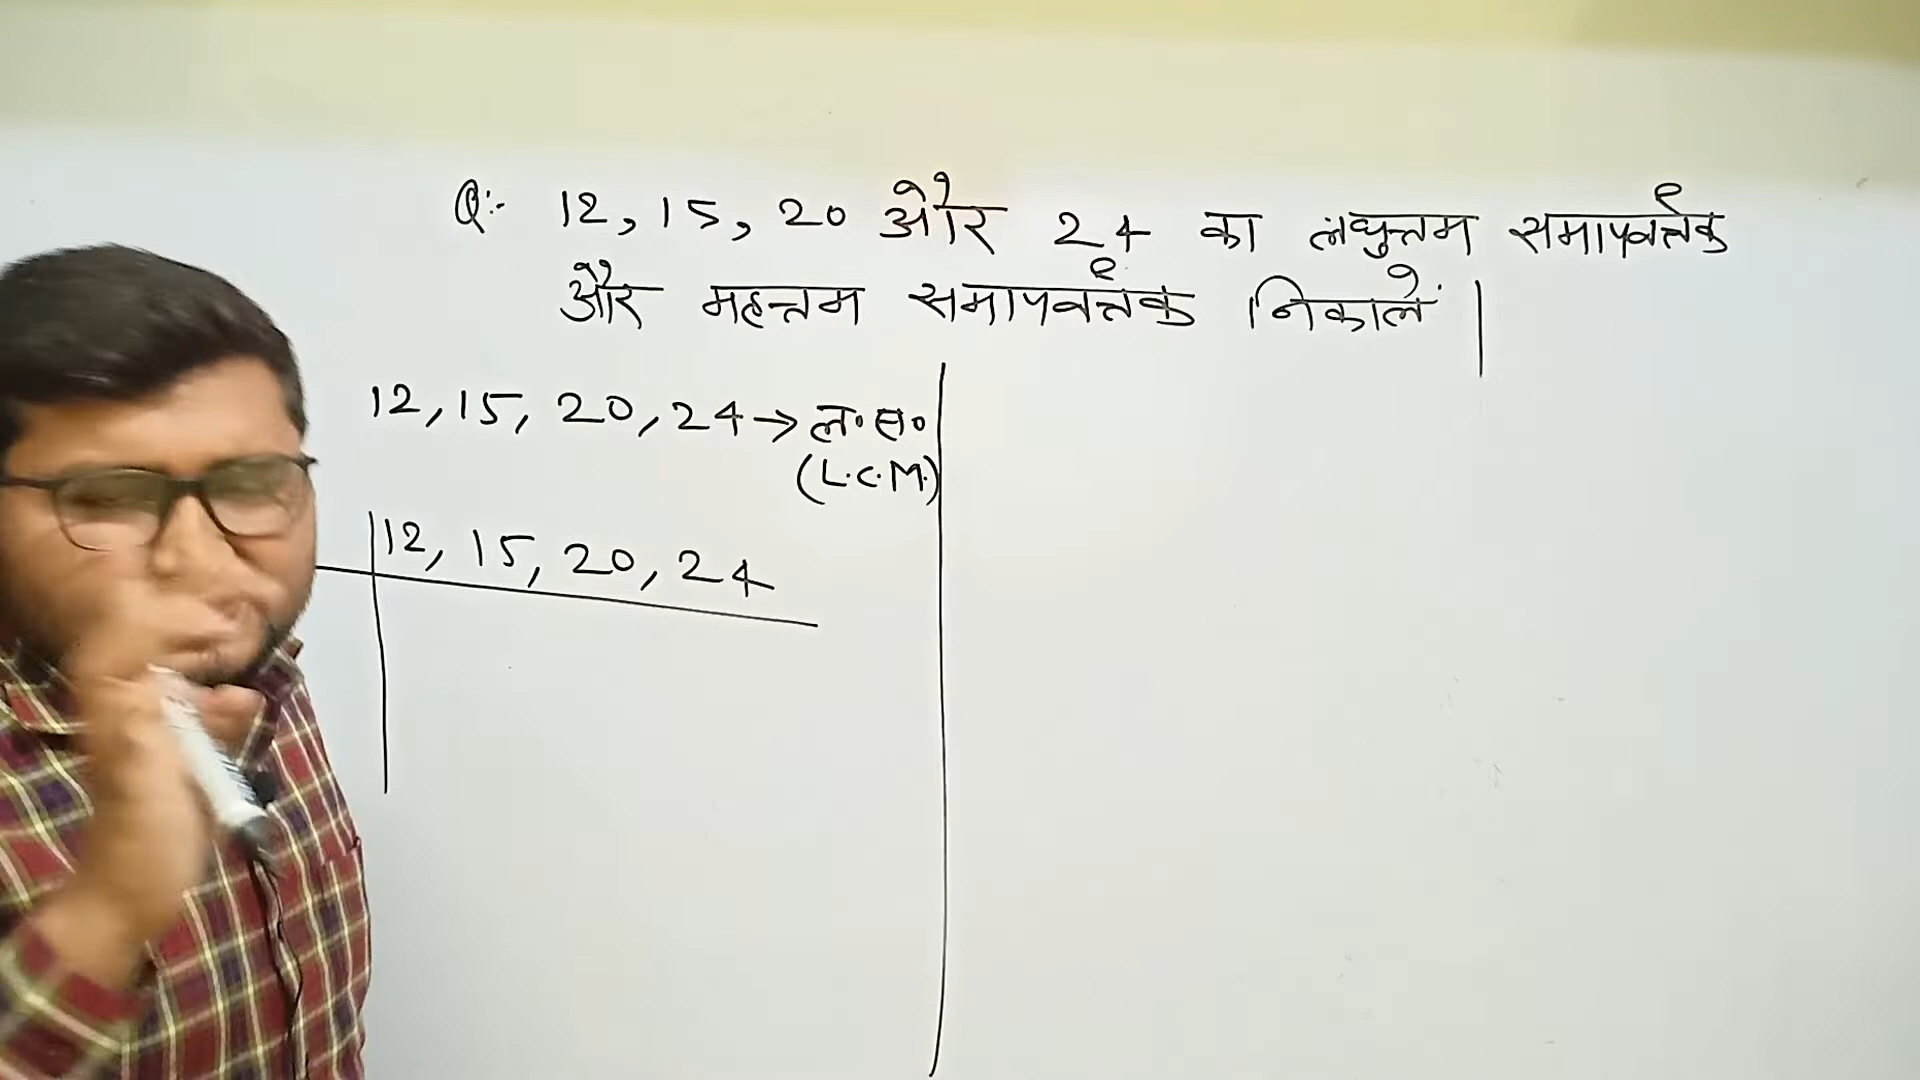 Q:- 12, 15, 20 और 24 का लघुत्तम समापवर्त्तक
और महत्तम समापवर्त्तक निकालें |
12, 15, 20, 24 → ल॰ स॰
(L.C.M.)
12, 15, 20, 24